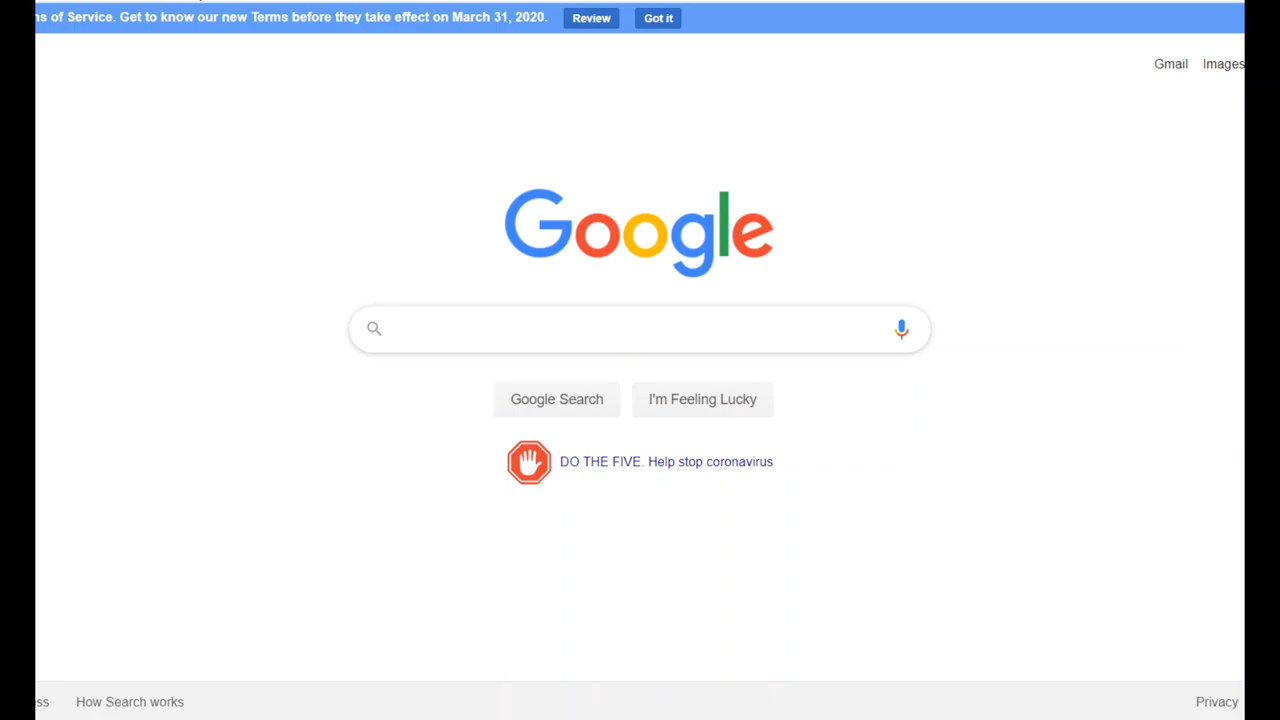 s of Service. Get to know our new Terms before they take effect on March 31, 2020. Review Got it
Gmail Images
Google
Google Search I'm Feeling Lucky
DO THE FIVE. Help stop coronavirus
ss How Search works Privacy